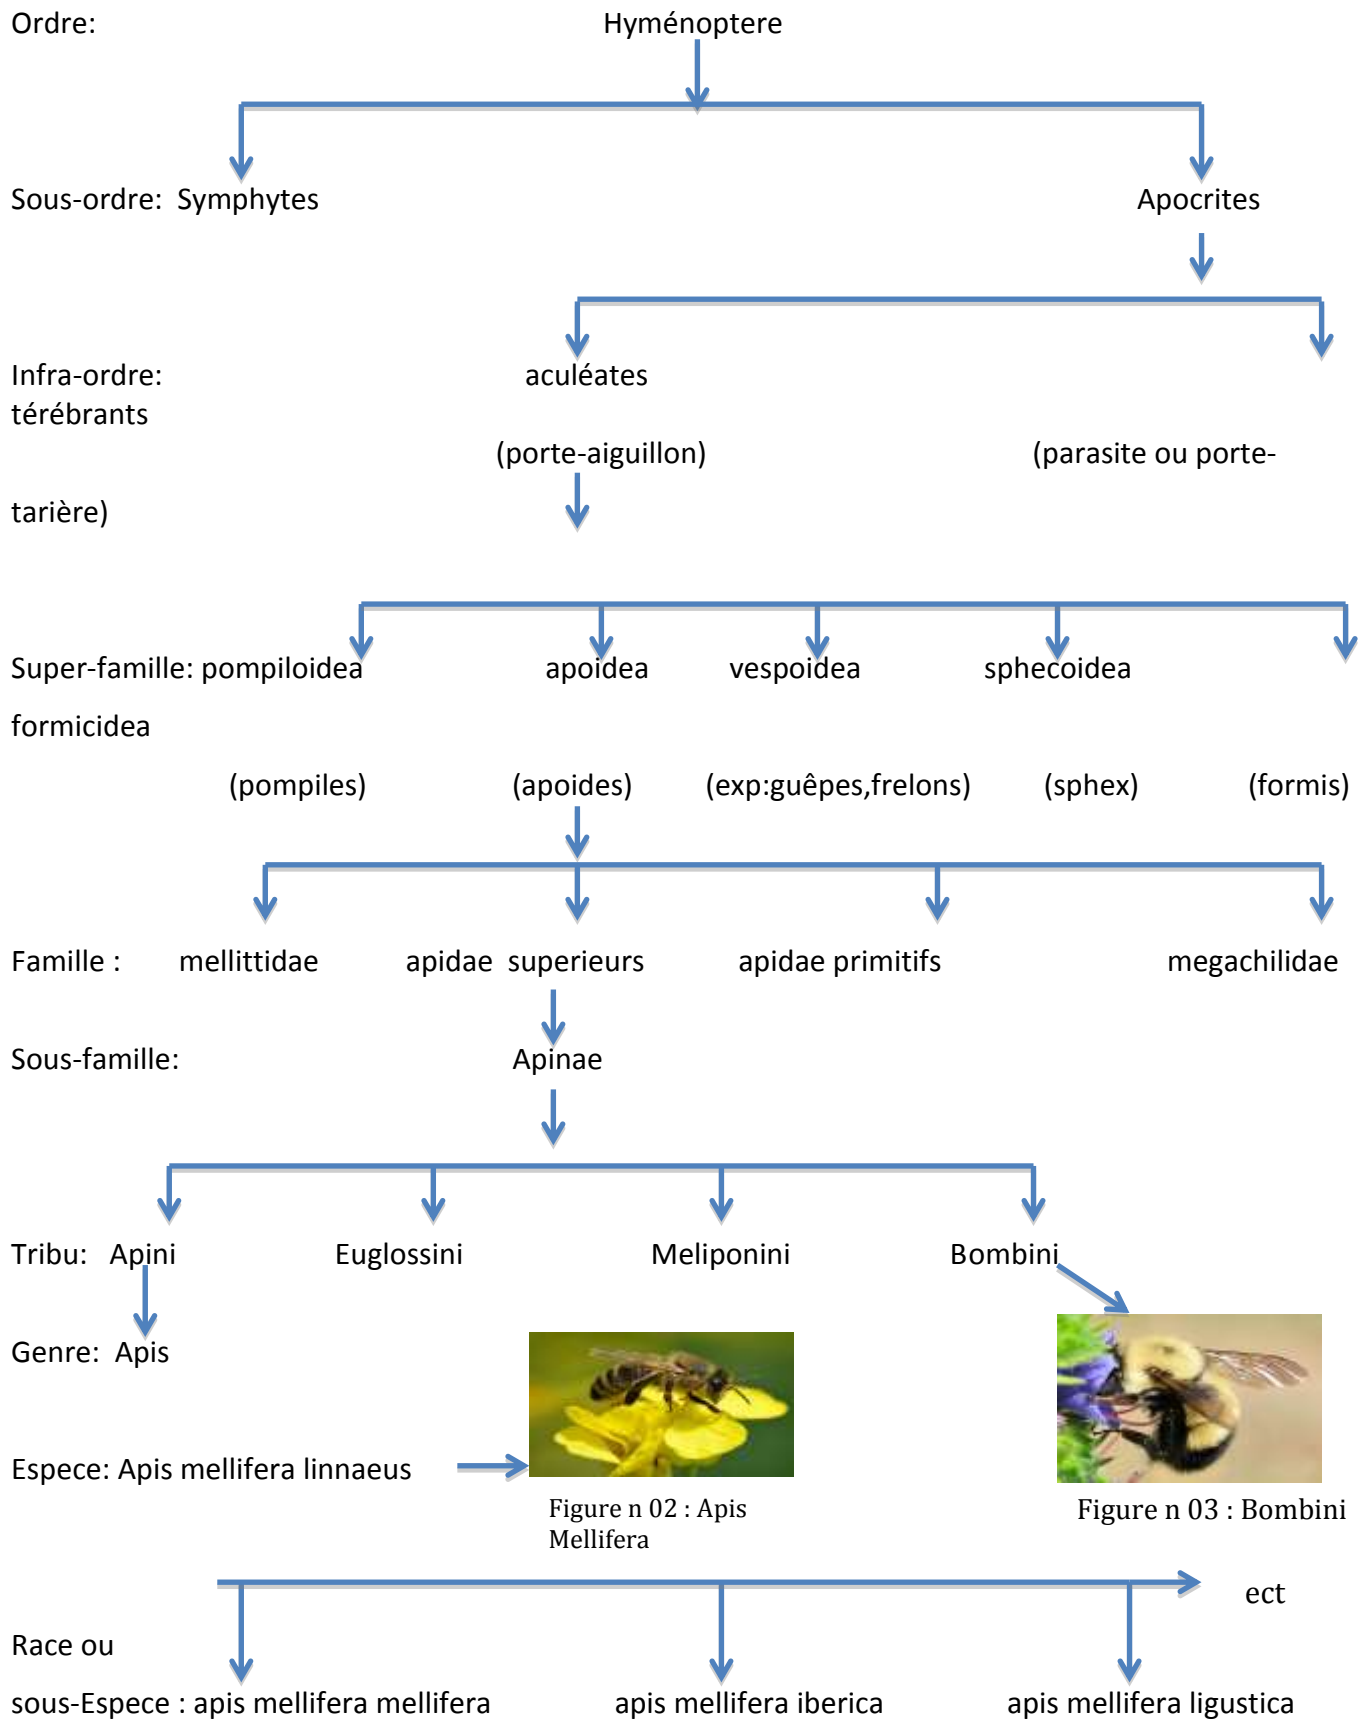 Ordre: Hyménoptere
Sous-ordre: Symphytes Apocrites
Infra-ordre: aculéates
térébrants
(porte-aiguillon) (parasite ou porte-
tarière)
Super-famille: pompiloidea apoidea vespoidea sphecoidea
formicidea
(pompiles) (apoides) (exp:guêpes,frelons) (sphex) (formis)
Famille : mellittidae apidae superieurs apidae primitifs megachilidae
Sous-famille: Apinae
Tribu: Apini Euglossini Meliponini Bombini
Genre: Apis
Espece: Apis mellifera linnaeus
Figure n 02 : Apis
Mellifera
Figure n 03 : Bombini
ect
Race ou
sous-Espece : apis mellifera mellifera apis mellifera iberica apis mellifera ligustica